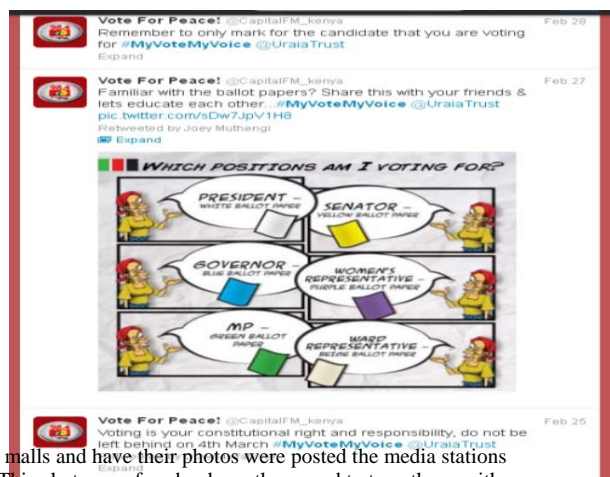 Vote For Peace! @CapitalFM_kenya Feb 28
Remember to only mark for the candidate that you are voting
for #MyVoteMyVoice @UraiaTrust
Expand
Vote For Peace! @CapitalFM_kenya Feb 27
Familiar with the ballot papers? Share this with your friends &
lets educate each other...#MyVoteMyVoice @UraiaTrust
pic.twitter.com/sDw7JpV1H8
Retweeted by Joey Muthengi
Expand
WHICH POSITIONS AM I VOTING FOR?
PRESIDENT –
WHITE BALLOT PAPER
SENATOR –
YELLOW BALLOT PAPER
GOVERNOR –
BLUE BALLOT PAPER
WOMEN'S
REPRESENTATIVE –
PURPLE BALLOT PAPER
MP –
GREEN BALLOT
PAPER
WARD
REPRESENTATIVE –
BEIGE BALLOT PAPER
Vote For Peace! @CapitalFM_kenya Feb 25
Voting is your constitutional right and responsibility, do not be
left behind on 4th March #MyVoteMyVoice @UraiaTrust
malls and have their photos were posted the media stations
Expand